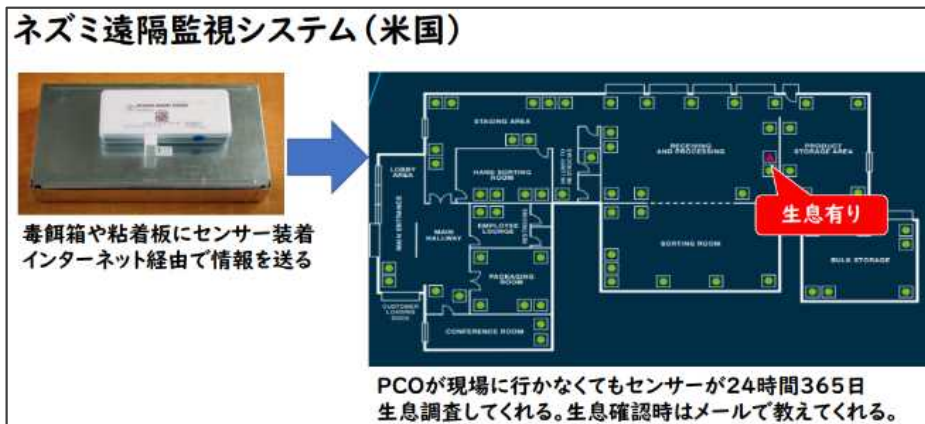 ネズミ遠隔監視システム（米国）
毒餌箱や粘着板にセンサー装着
インターネット経由で情報を送る
STAGING AREA
LOBBY AREA
HAND SORTING ROOM
RECEIVING AND PROCESSING
PRODUCT STORAGE AREA
生息有り
MAIN ENTRANCE
MAIN HALLWAY
EMPLOYEE LOUNGE
SORTING ROOM
BULK STORAGE
PACKAGING ROOM
CUSTOMER LOADING DOCK
CONFERENCE ROOM
PCOが現場に行かなくてもセンサーが24時間365日
生息調査してくれる。生息確認時はメールで教えてくれる。